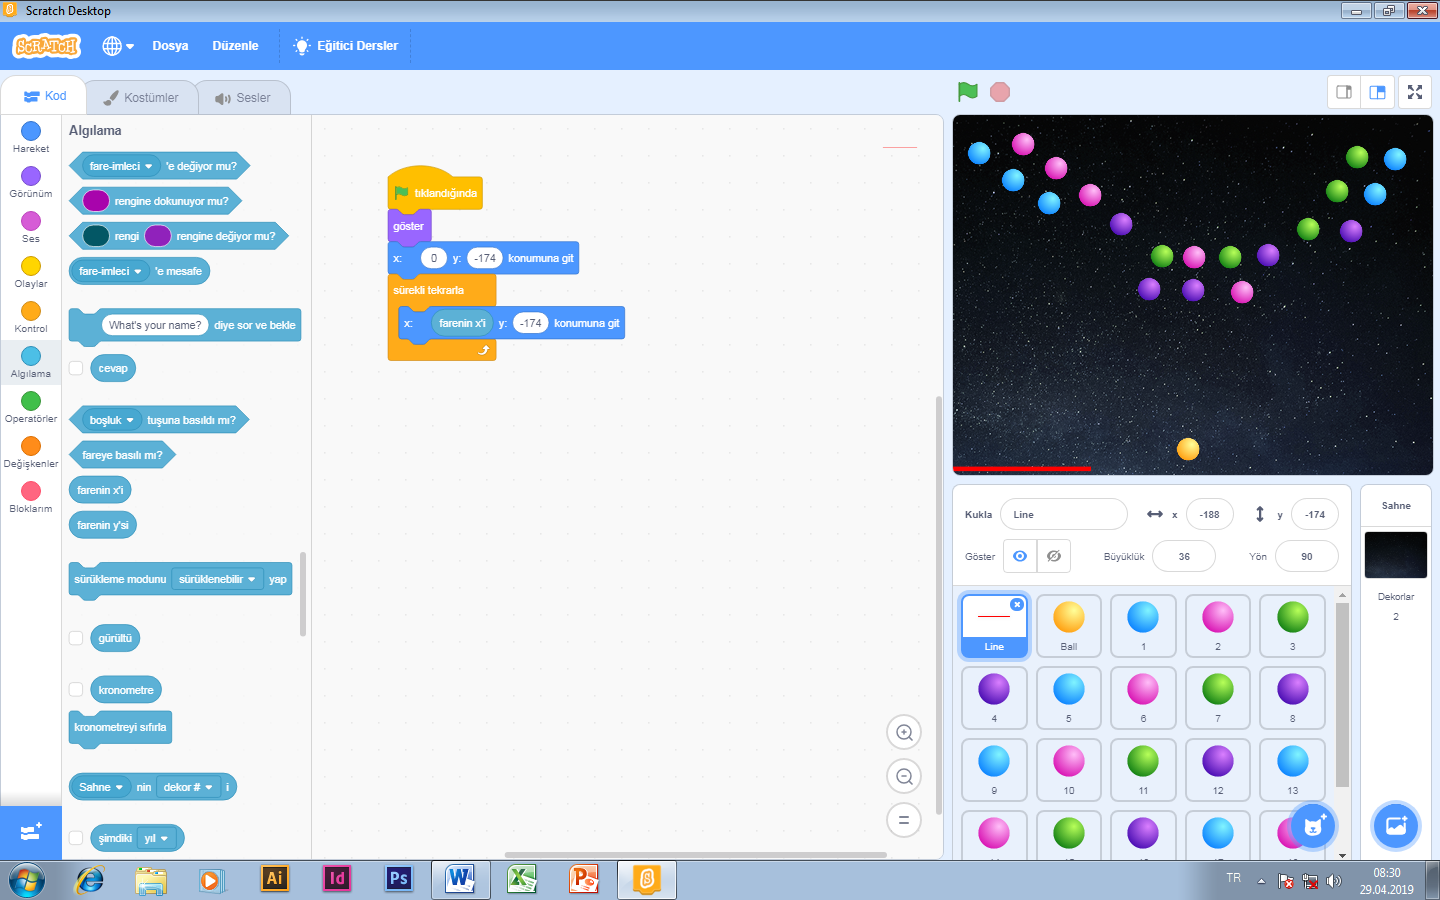 Scratch Desktop
SCRATCH
Dosya
Düzenle
Eğitici Dersler
Kod
Kostümler
Sesler
Hareket
Görünüm
Ses
Olaylar
Kontrol
Algılama
Operatörler
Değişkenler
Bloklarım
Algılama
fare-imleci 'e değiyor mu?
rengine dokunuyor mu?
rengi rengine değiyor mu?
fare-imleci 'e mesafe
What's your name? diye sor ve bekle
cevap
boşluk tuşuna basıldı mı?
fareye basılı mı?
farenin x'i
farenin y'si
sürükleme modunu sürüklenebilir yap
gürültü
kronometre
kronometreyi sıfırla
Sahne nin dekor # i
şimdiki yıl
tıklandığında
göster
x: 0 y: -174 konumuna git
sürekli tekrarla
x: farenin x'i y: -174 konumuna git
Kukla Line x -188 y -174
Göster Büyüklük 36 Yön 90
Line
Ball
1
2
3
4
5
6
7
8
9
10
11
12
13
Sahne
Dekorlar
2
Ai
Id
Ps
W
X
P
TR
08:30
29.04.2019